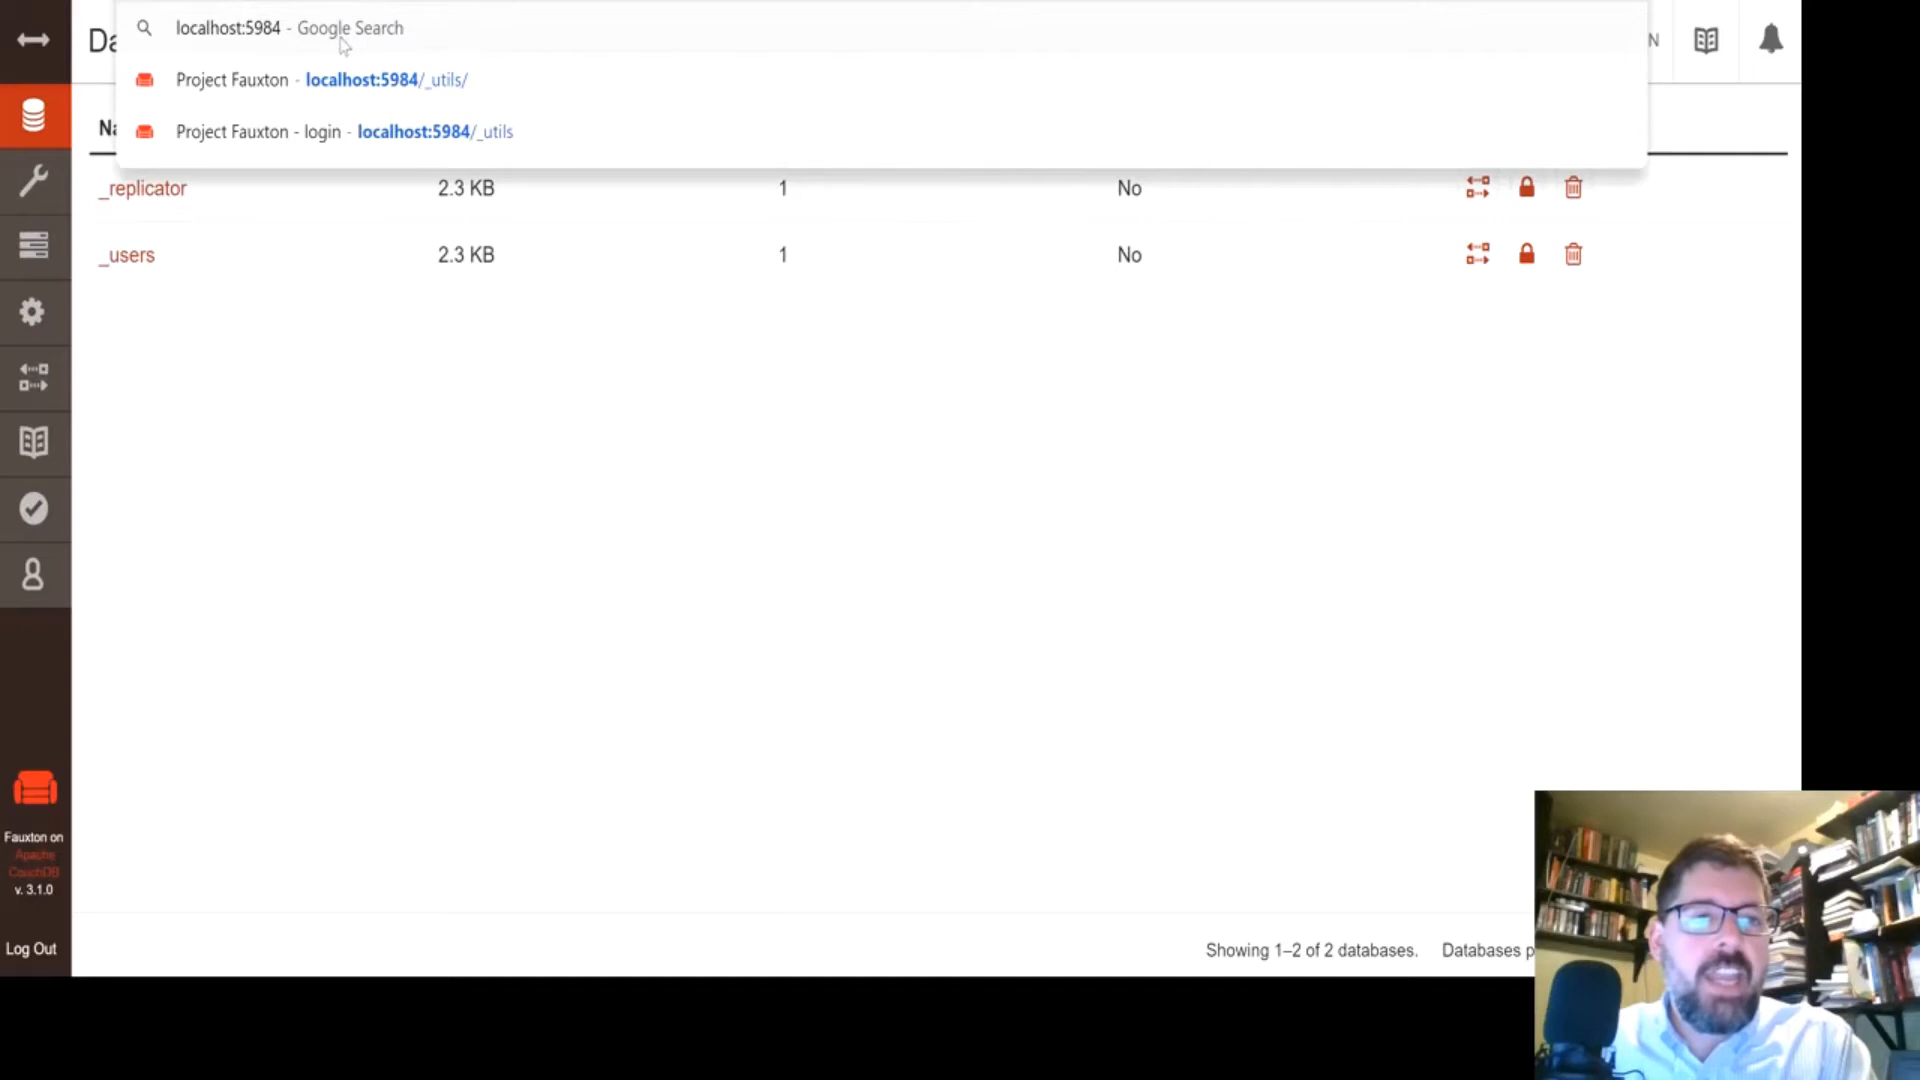 localhost:5984 - Google Search
Project Fauxton - localhost:5984/_utils/
Project Fauxton - login - localhost:5984/_utils
Da
N
Na
_replicator 2.3 KB 1 No
_users 2.3 KB 1 No
Fauxton on
Apache
CouchDB
v. 3.1.0
Log Out
Showing 1–2 of 2 databases. Databases p